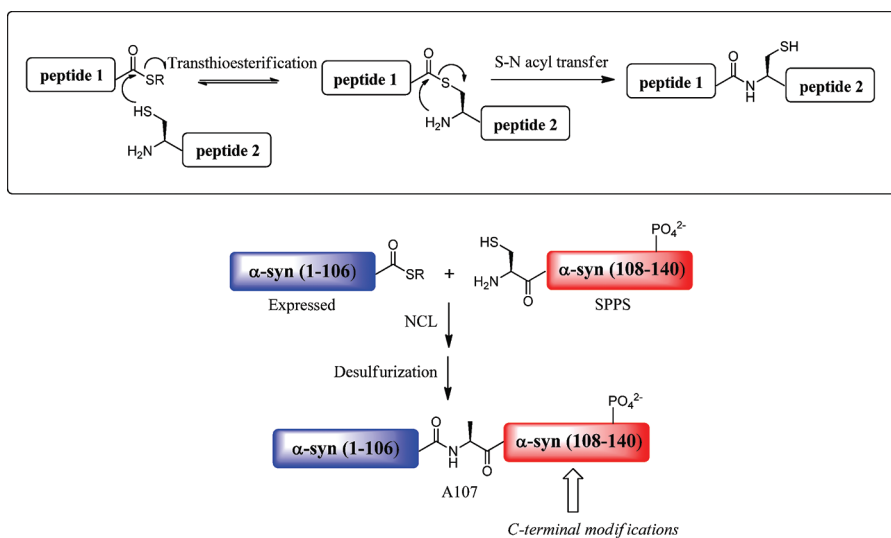 peptide 1
O
SR
Transthioesterification
HS
H₂N
peptide 2
peptide 1
O
S
H₂N
peptide 2
S-N acyl transfer
peptide 1
O
N
H
SH
peptide 2
α-syn (1-106)
O
SR
Expressed
+
HS
H₂N
O
PO₄²⁻
α-syn (108-140)
SPPS
NCL
Desulfurization
α-syn (1-106)
O
N
H
O
A107
PO₄²⁻
α-syn (108-140)
C-terminal modifications